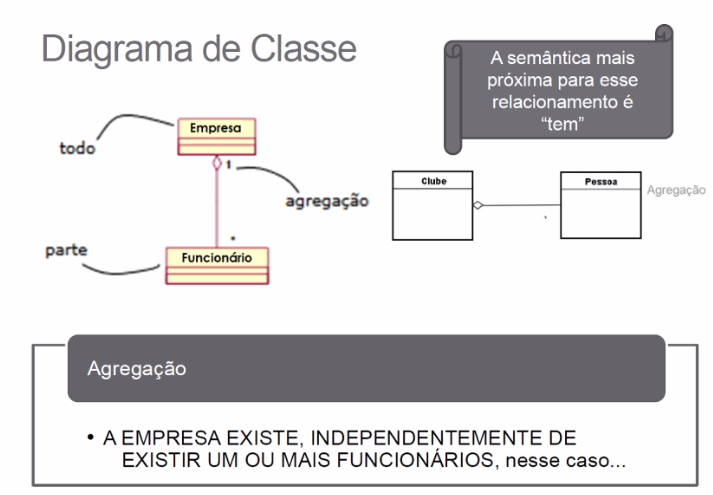 Diagrama de Classe
A semântica mais
próxima para esse
relacionamento é
“tem”
Empresa
todo
1
agregação
*
parte
Funcionário
Clube
Pessoa
Agregação
Agregação
• A EMPRESA EXISTE, INDEPENDENTEMENTE DE
EXISTIR UM OU MAIS FUNCIONÁRIOS, nesse caso...